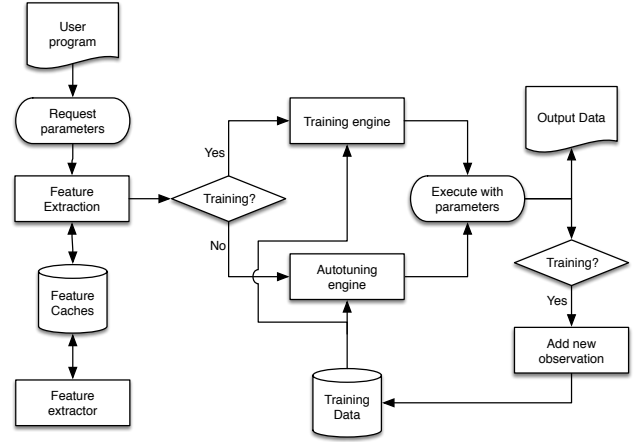 User
program
Request
parameters
Feature
Extraction
Feature
Caches
Feature
extractor
Training?
Yes
No
Training engine
Autotuning
engine
Training
Data
Execute with
parameters
Output Data
Training?
Yes
Add new
observation